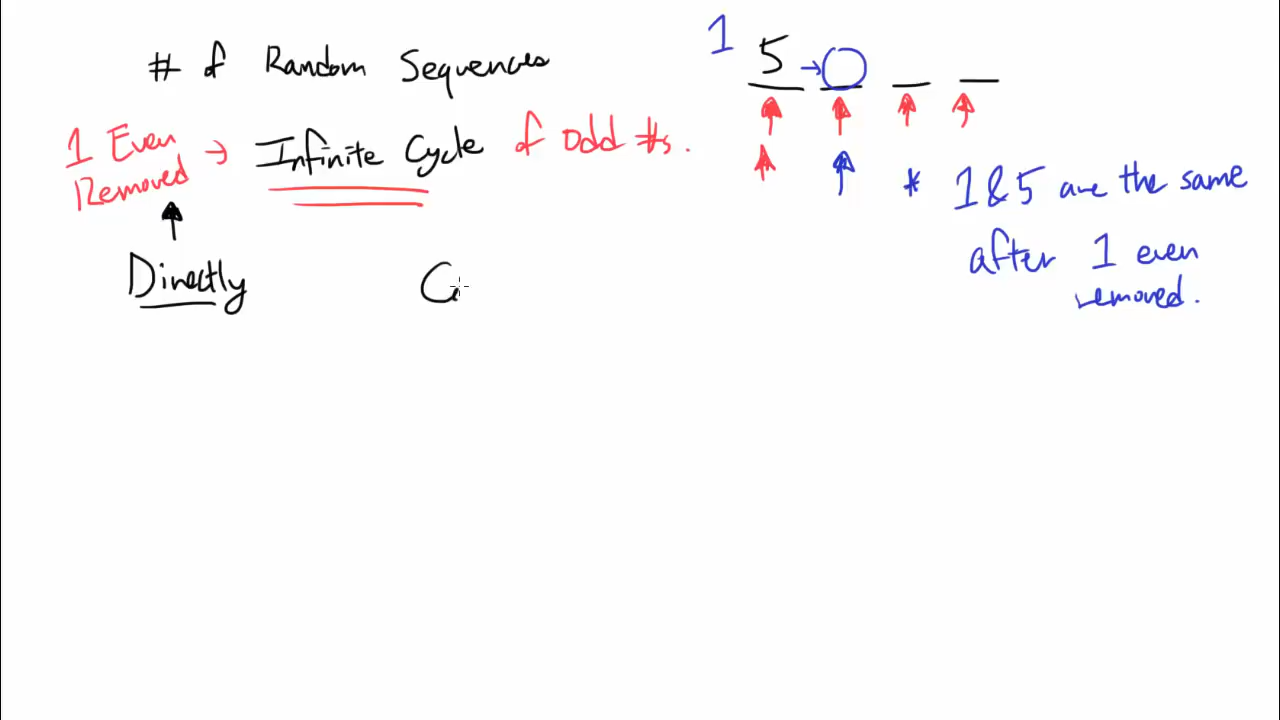 # of Random Sequences
1 Even Removed → Infinite Cycle of odd #s.
Directly
1
5 →
* 1 & 5 are the same
after 1 even
removed.